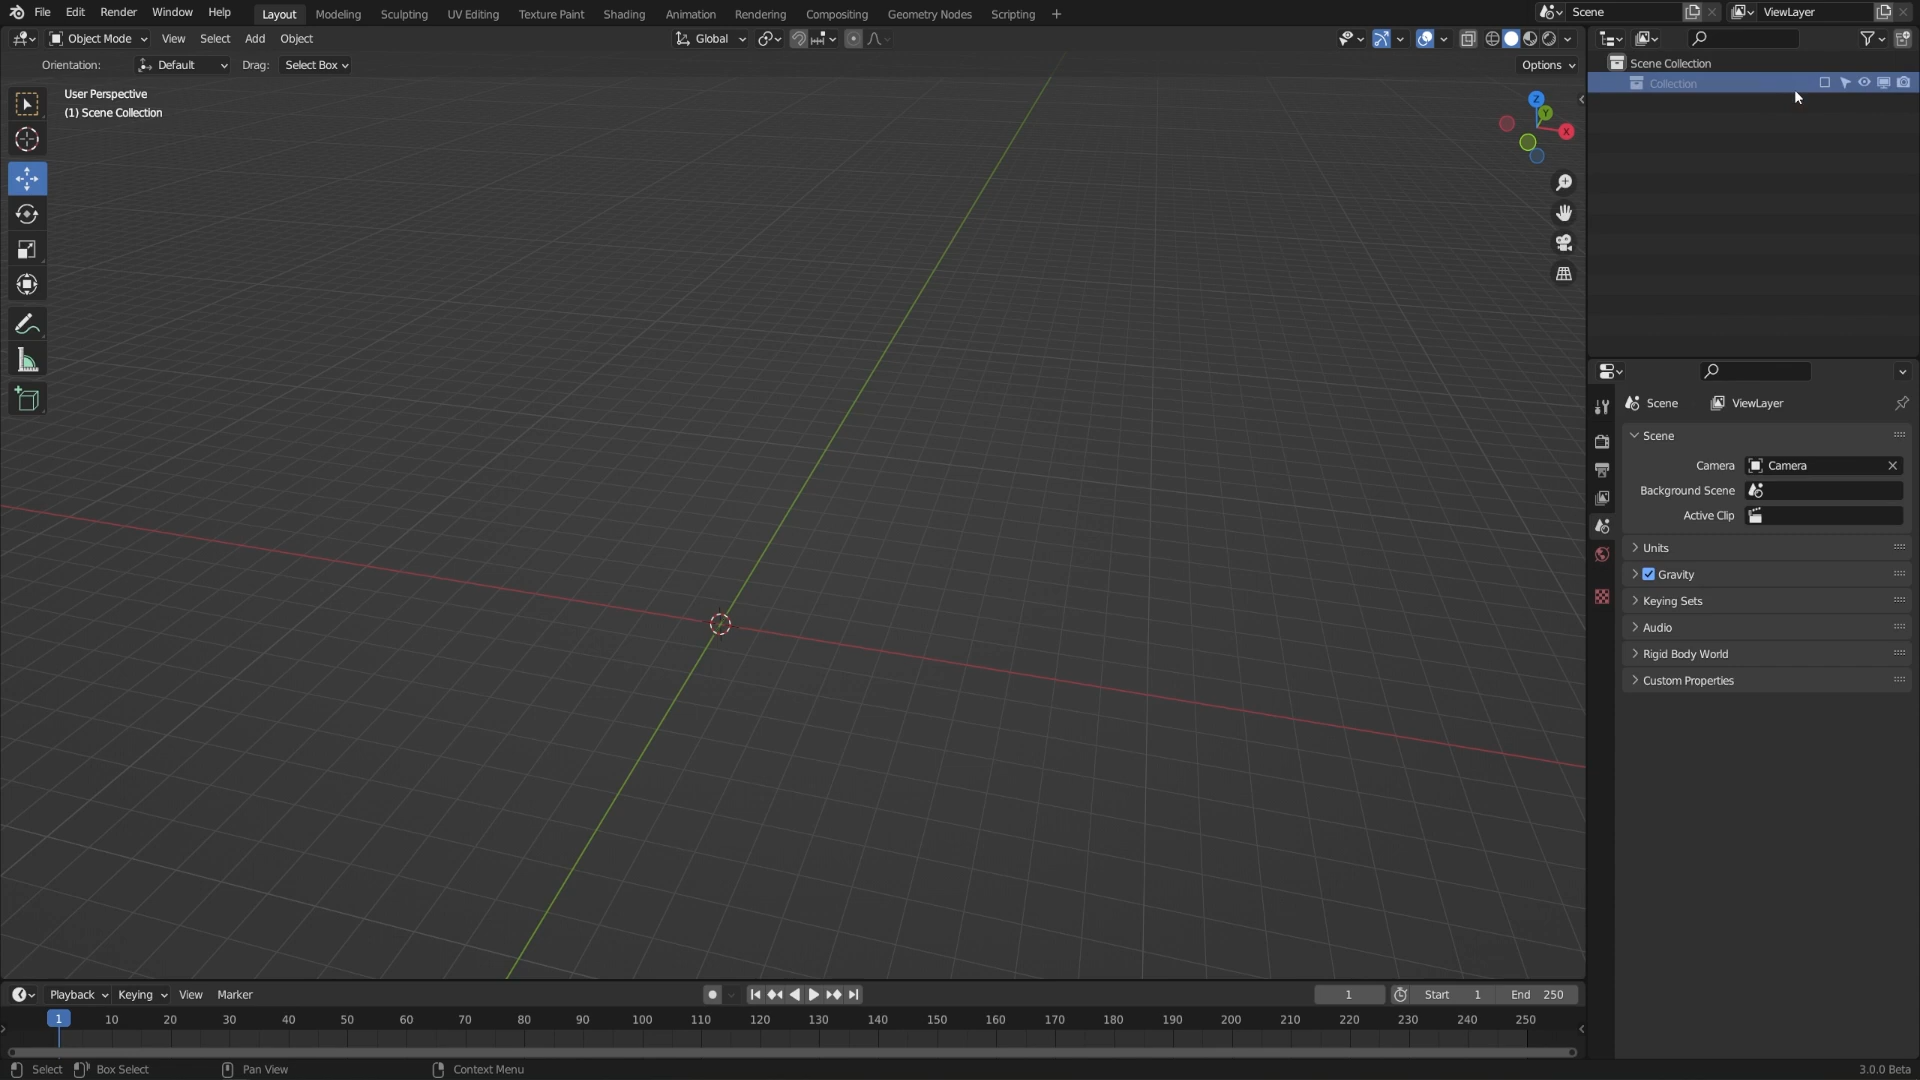 File Edit Render Window Help Layout Modeling Sculpting UV Editing Texture Paint Shading Animation Rendering Compositing Geometry Nodes Scripting + Scene ViewLayer
Object Mode View Select Add Object Global
Orientation: Default Drag: Select Box Options
User Perspective
(1) Scene Collection
Z
Y
X
Scene Collection
Collection
Scene ViewLayer
Scene
Camera Camera
Background Scene
Active Clip
Units
Gravity
Keying Sets
Audio
Rigid Body World
Custom Properties
Playback Keying View Marker 1 Start 1 End 250
1 10 20 30 40 50 60 70 80 90 100 110 120 130 140 150 160 170 180 190 200 210 220 230 240 250
Select Box Select Pan View Context Menu 3.0.0 Beta